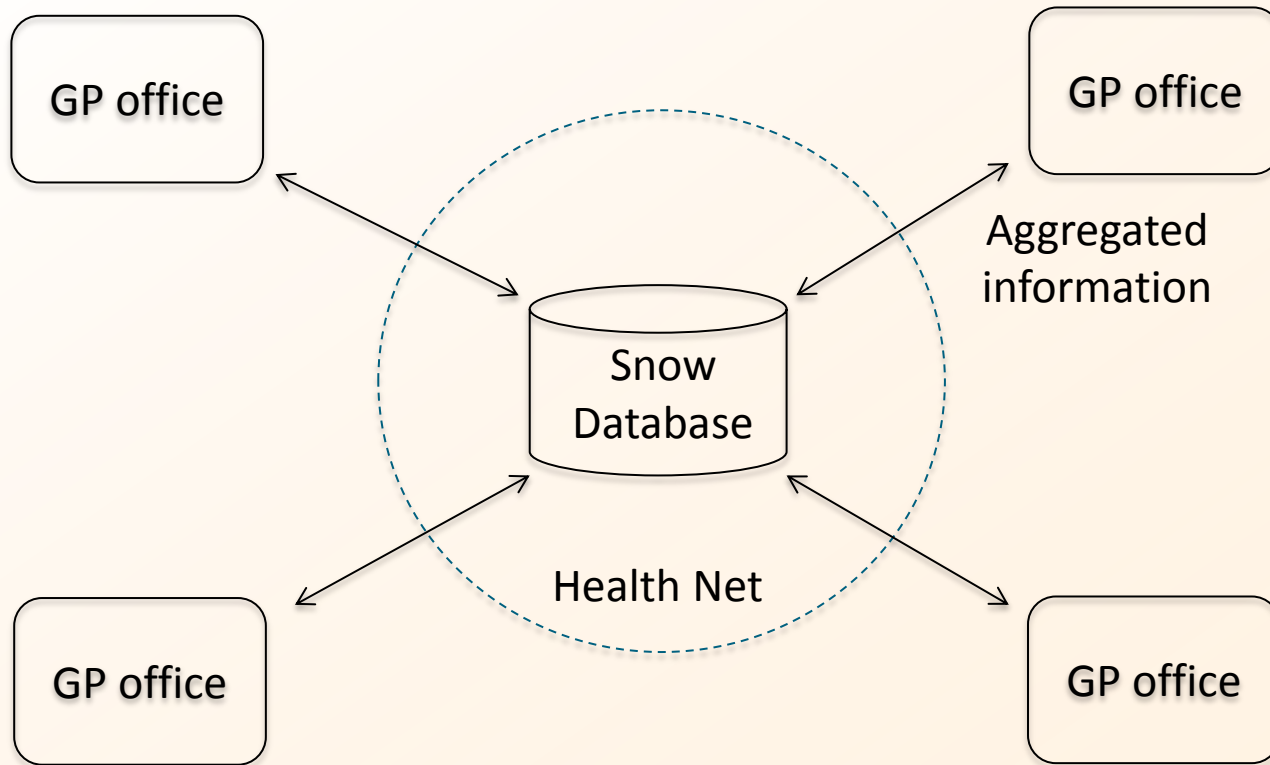 GP office
GP office
Aggregated
information
Snow
Database
Health Net
GP office
GP office